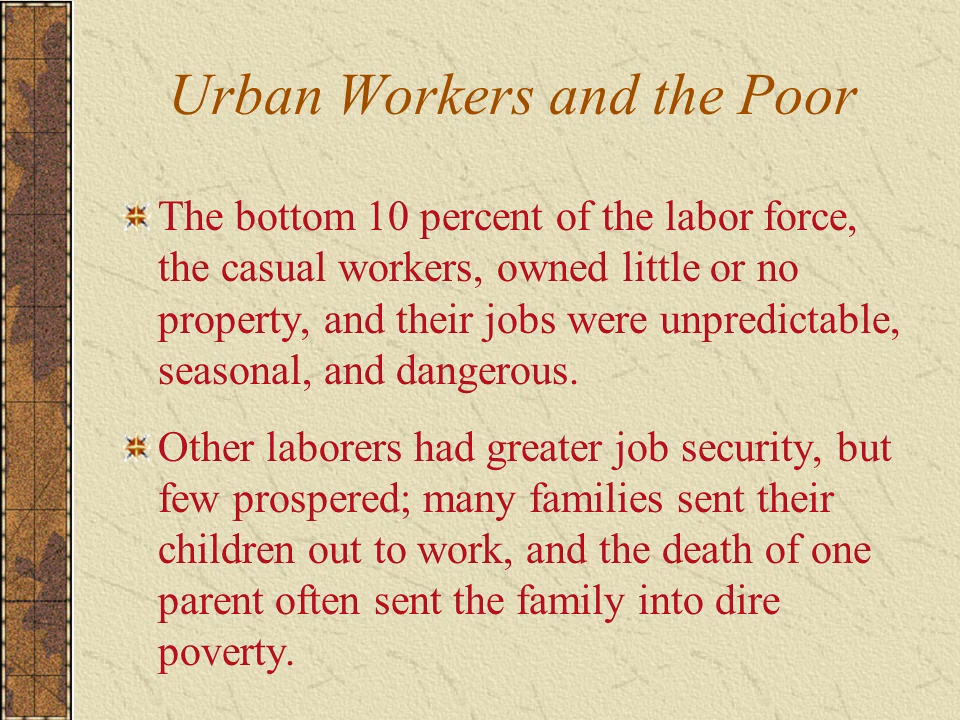 Urban Workers and the Poor
The bottom 10 percent of the labor force,
the casual workers, owned little or no
property, and their jobs were unpredictable,
seasonal, and dangerous.
Other laborers had greater job security, but
few prospered; many families sent their
children out to work, and the death of one
parent often sent the family into dire
poverty.